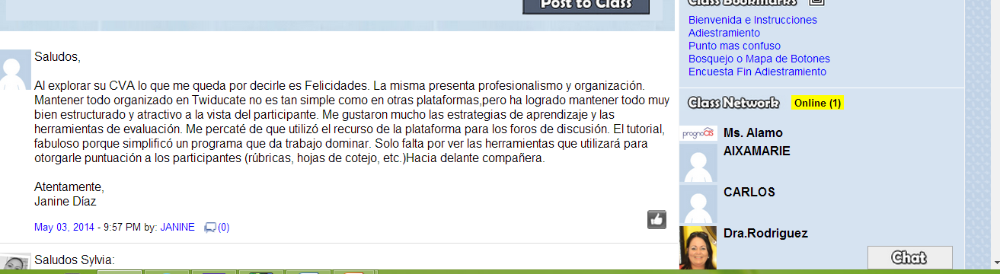 Post to Class
Saludos,
Al explorar su CVA lo que me queda por decirle es Felicidades. La misma presenta profesionalismo y organización.
Mantener todo organizado en Twiducate no es tan simple como en otras plataformas,pero ha logrado mantener todo muy
bien estructurado y atractivo a la vista del participante. Me gustaron mucho las estrategias de aprendizaje y las
herramientas de evaluación. Me percaté de que utilizó el recurso de la plataforma para los foros de discusión. El tutorial,
fabuloso porque simplificó un programa que da trabajo dominar. Solo falta por ver las herramientas que utilizará para
otorgarle puntuación a los participantes (rúbricas, hojas de cotejo, etc.)Hacia delante compañera.
Atentamente,
Janine Díaz
May 03, 2014 - 9:57 PM by: JANINE (0)
Saludos Sylvia:
Class Bookmarks
Bienvenida e Instrucciones
Adiestramiento
Punto mas confuso
Bosquejo o Mapa de Botones
Encuesta Fin Adiestramiento
Class Network Online (1)
prognosis Ms. Alamo
AIXAMARIE
CARLOS
Dra.Rodriguez
Chat